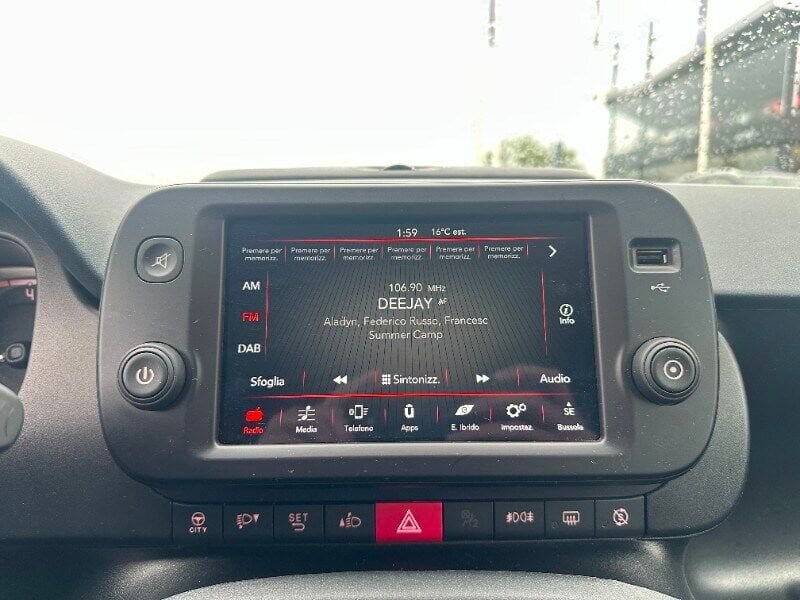 1:59 16°C est.
Premere per memorizz. Premere per memorizz. Premere per memorizz. Premere per memorizz. Premere per memorizz. Premere per memorizz.
AM
106.90 MHz
DEEJAY AF
FM
Info
Aladyn, Federico Russo, Francesc
Summer Camp
DAB
Sfoglia Sintonizz. Audio
SE
Radio Media Telefono Apps E. Ibrido Impostaz. Bussola
CITY SET
4